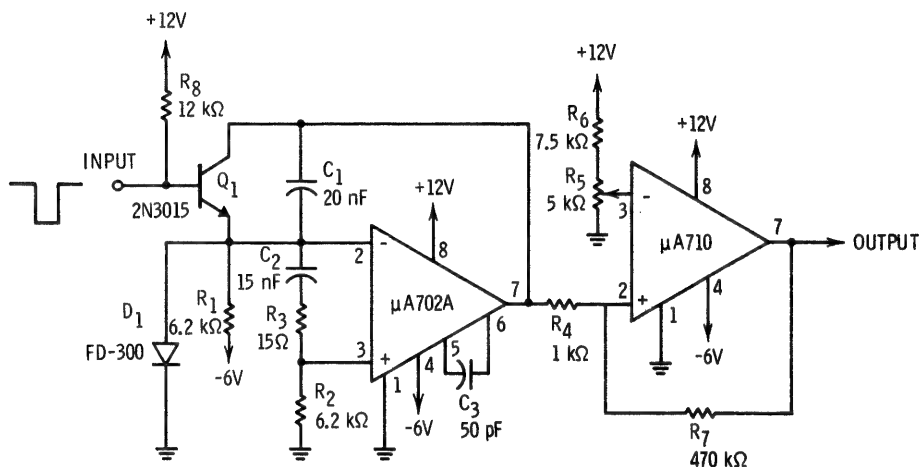 +12V
R8
12 kΩ
INPUT
Q1
2N3015
C1
20 nF
+12V
8
C2
15 nF
2
-
µA702A
7
D1
FD-300
R1
6.2 kΩ
-6V
R3
15Ω
3
+
1
4
5
6
-6V
C3
50 pF
R2
6.2 kΩ
+12V
R6
7.5 kΩ
R5
5 kΩ
+12V
8
-
3
µA710
7
OUTPUT
R4
1 kΩ
2
+
1
4
-6V
R7
470 kΩ